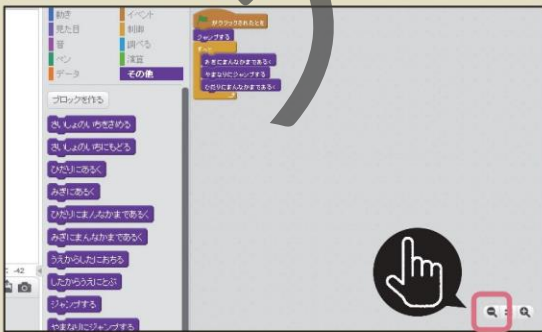 動き
イベント
見た目
制御
音
調べる
ペン
演算
データ
その他
ブロックを作る
さいしょのいちをきめる
さいしょのいちにもどる
ひだりにあるく
みぎにあるく
ひだりにまんなかまであるく
みぎにまんなかまであるく
うえからしたにおちる
したからうえにとぶ
ジャンプする
やまなりにジャンプする
がクリックされたとき
ジャンプする
ずっと
みぎにまんなかまであるく
やまなりにジャンプする
ひだりにまんなかまであるく
-42